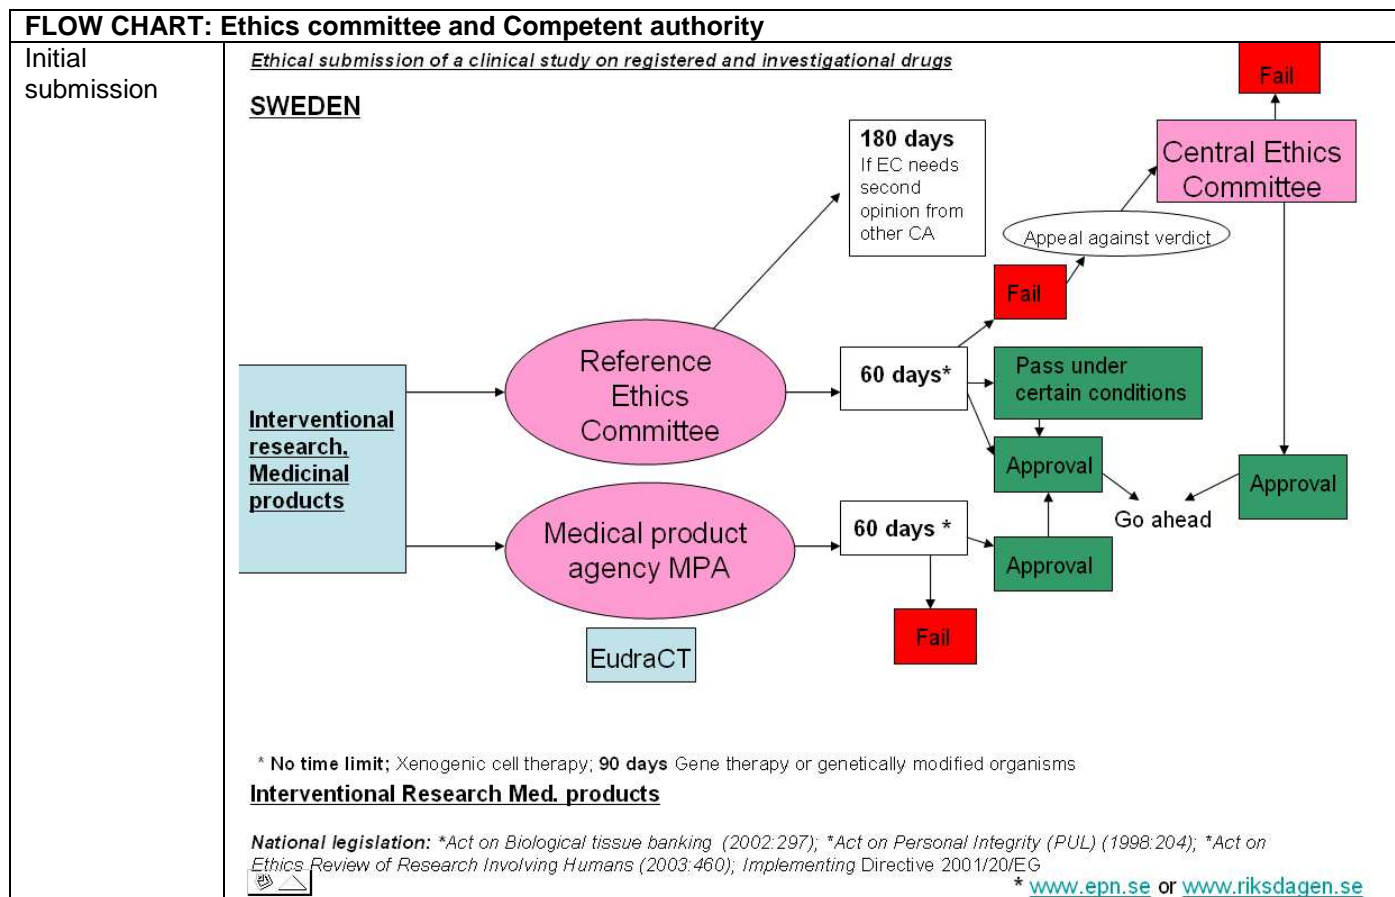 FLOW CHART: Ethics committee and Competent authority
Initial
submission
Ethical submission of a clinical study on registered and investigational drugs
SWEDEN
Fail
180 days
If EC needs
second
opinion from
other CA
Central Ethics
Committee
Appeal against verdict
Fail
Reference
Ethics
Committee
60 days*
Pass under
certain conditions
Interventional
research,
Medicinal
products
Approval
Approval
Go ahead
Medical product
agency MPA
60 days *
Approval
Fail
EudraCT
* No time limit; Xenogenic cell therapy; 90 days Gene therapy or genetically modified organisms
Interventional Research Med. products
National legislation: *Act on Biological tissue banking (2002:297); *Act on Personal Integrity (PUL) (1998:204); *Act on
Ethics Review of Research Involving Humans (2003:460); Implementing Directive 2001/20/EG
* www.epn.se or www.riksdagen.se